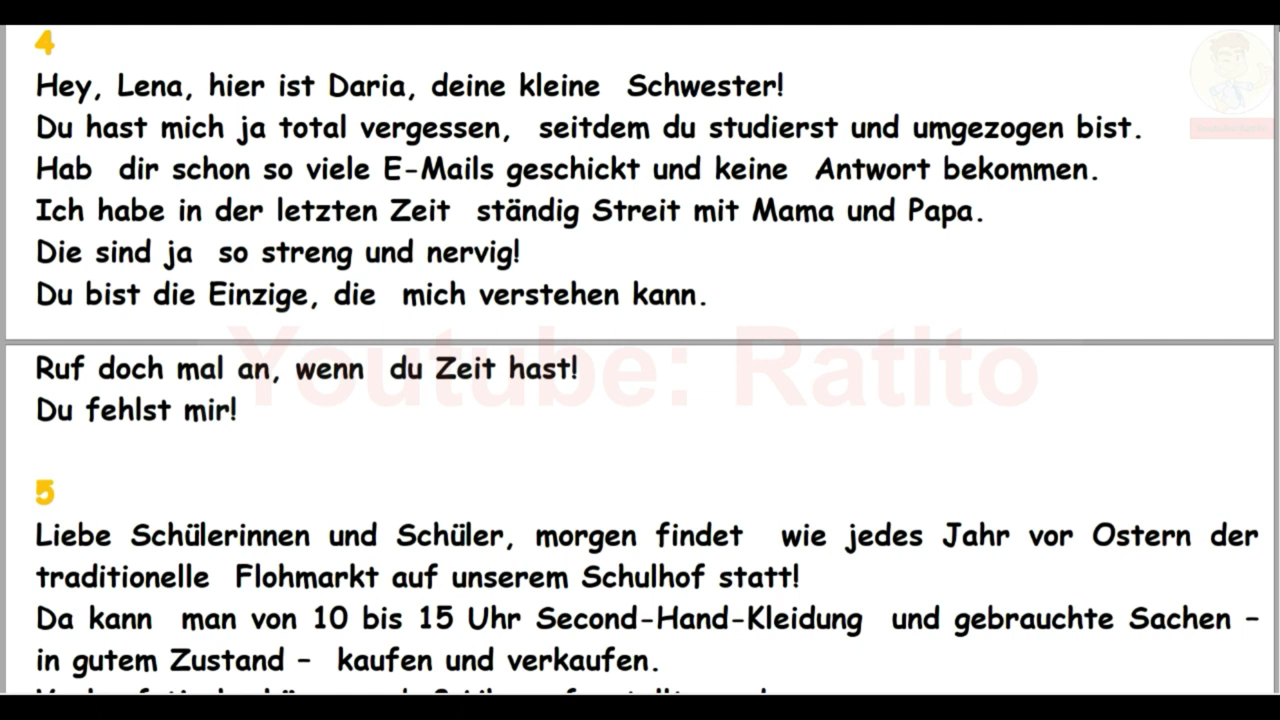 4
Hey, Lena, hier ist Daria, deine kleine Schwester!
Du hast mich ja total vergessen, seitdem du studierst und umgezogen bist.
Hab dir schon so viele E-Mails geschickt und keine Antwort bekommen.
Ich habe in der letzten Zeit ständig Streit mit Mama und Papa.
Die sind ja so streng und nervig!
Du bist die Einzige, die mich verstehen kann.
Youtube: Ratito
Ruf doch mal an, wenn du Zeit hast!
Du fehlst mir!
5
Liebe Schülerinnen und Schüler, morgen findet wie jedes Jahr vor Ostern der
traditionelle Flohmarkt auf unserem Schulhof statt!
Da kann man von 10 bis 15 Uhr Second-Hand-Kleidung und gebrauchte Sachen –
in gutem Zustand – kaufen und verkaufen.